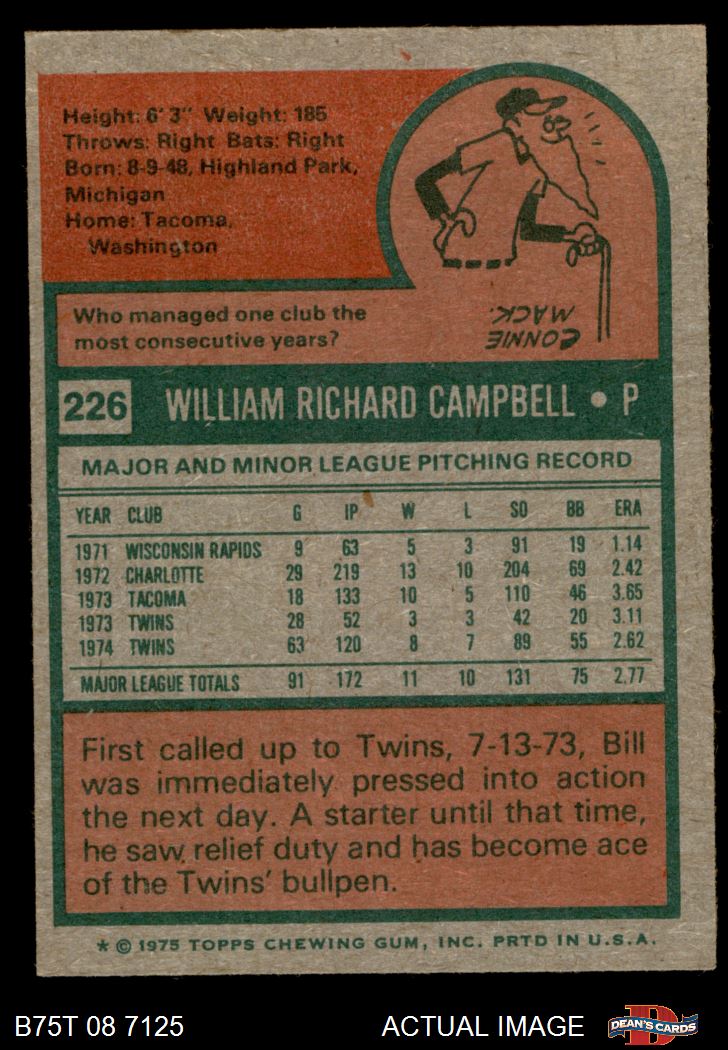 Height: 6' 3" Weight: 185
Throws: Right Bats: Right
Born: 8-9-48, Highland Park,
Michigan
Home: Tacoma,
Washington
Who managed one club the
most consecutive years?
CONNIE
MACK.
226 WILLIAM RICHARD CAMPBELL • P
MAJOR AND MINOR LEAGUE PITCHING RECORD
YEAR CLUB G IP W L SO BB ERA
1971 WISCONSIN RAPIDS 9 63 5 3 91 19 1.14
1972 CHARLOTTE 29 219 13 10 204 69 2.42
1973 TACOMA 18 133 10 5 110 46 3.65
1973 TWINS 28 52 3 3 42 20 3.11
1974 TWINS 63 120 8 7 89 55 2.62
MAJOR LEAGUE TOTALS 91 172 11 10 131 75 2.77
First called up to Twins, 7-13-73, Bill
was immediately pressed into action
the next day. A starter until that time,
he saw relief duty and has become ace
of the Twins' bullpen.
* © 1975 TOPPS CHEWING GUM, INC. PRTD IN U.S.A.
B75T 08 7125 ACTUAL IMAGE DEAN'S CARDS